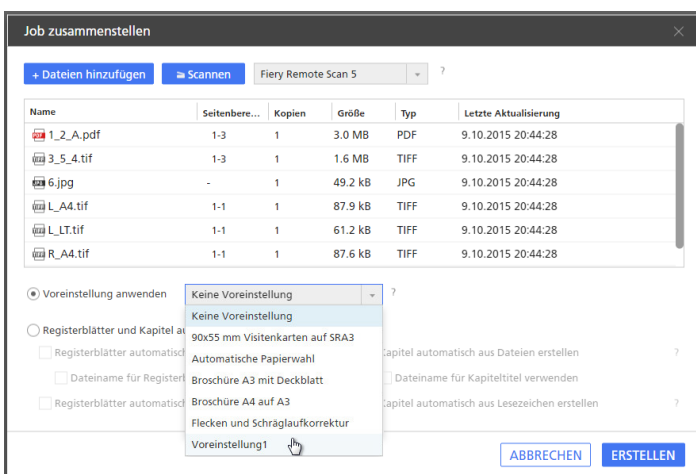 Job zusammenstellen
+ Dateien hinzufügen Scannen Fiery Remote Scan 5 ?
Name Seitenbere... Kopien Größe Typ Letzte Aktualisierung
1_2_A.pdf 1-3 1 3.0 MB PDF 9.10.2015 20:44:28
3_5_4.tif 1-3 1 1.6 MB TIFF 9.10.2015 20:44:28
6.jpg - 1 49.2 kB JPG 9.10.2015 20:44:28
L_A4.tif 1-1 1 87.9 kB TIFF 9.10.2015 20:44:28
L_LT.tif 1-1 1 61.2 kB TIFF 9.10.2015 20:44:28
R_A4.tif 1-1 1 87.6 kB TIFF 9.10.2015 20:44:28
Voreinstellung anwenden Keine Voreinstellung ?
Keine Voreinstellung
Registerblätter und Kapitel au
90x55 mm Visitenkarten auf SRA3
Registerblätter automatisch Kapitel automatisch aus Dateien erstellen ?
Automatische Papierwahl
Dateiname für Registerbl Dateiname für Kapiteltitel verwenden
Broschüre A3 mit Deckblatt
Registerblätter automatisch Kapitel automatisch aus Lesezeichen erstellen ?
Broschüre A4 auf A3
Flecken und Schräglaufkorrektur
Voreinstellung1
ABBRECHEN ERSTELLEN